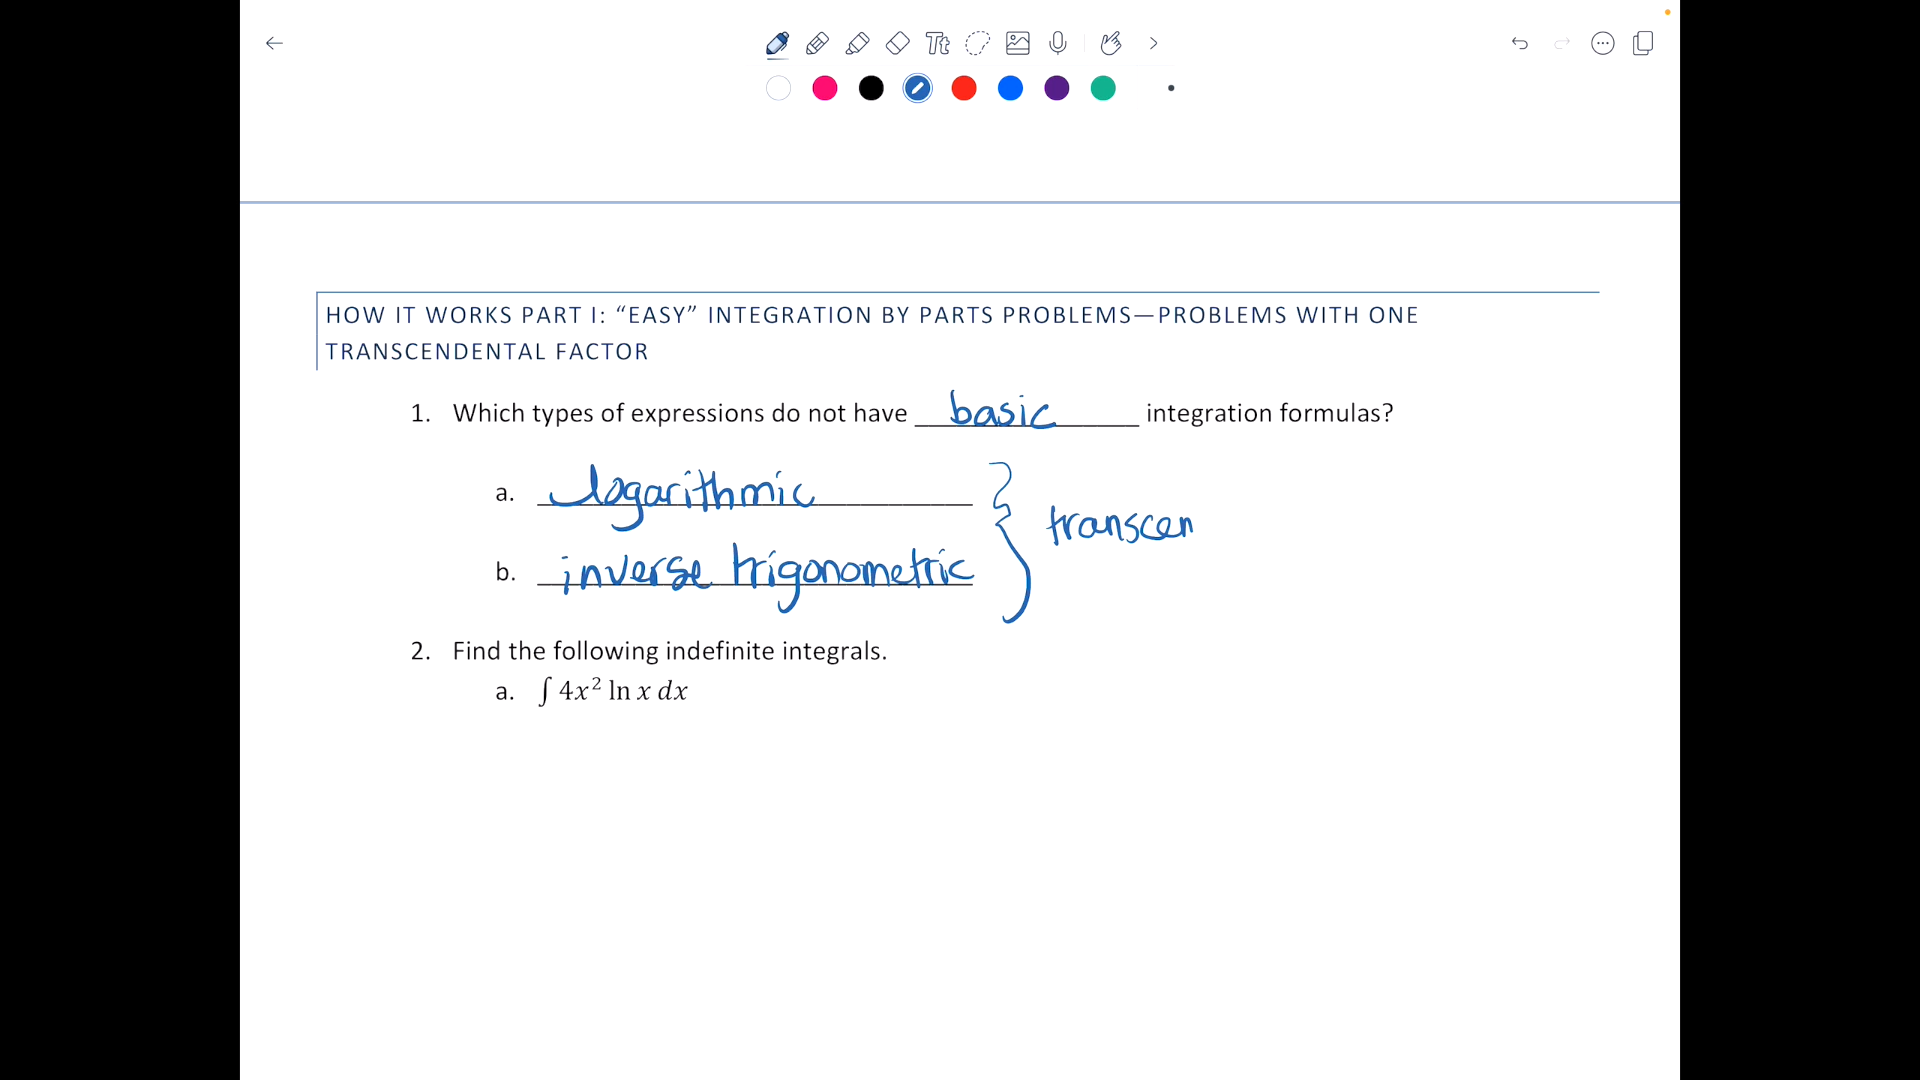 HOW IT WORKS PART I: “EASY” INTEGRATION BY PARTS PROBLEMS—PROBLEMS WITH ONE
TRANSCENDENTAL FACTOR
1. Which types of expressions do not have basic integration formulas?
a. logarithmic
transcen
b. inverse trigonometric
2. Find the following indefinite integrals.
a. ∫ 4x² ln x dx